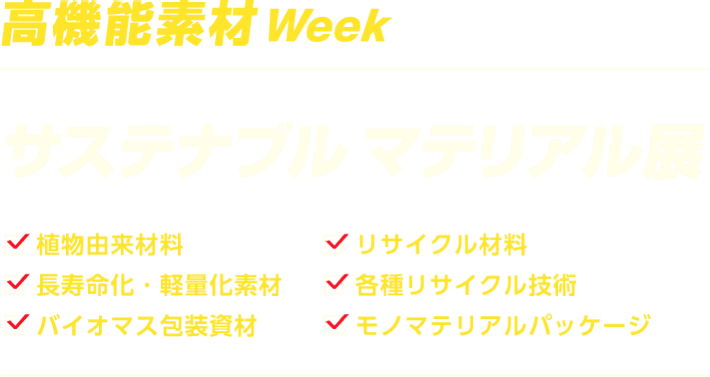 高機能素材Week
サステナブル マテリアル展
植物由来材料
リサイクル材料
長寿命化・軽量化素材
各種リサイクル技術
バイオマス包装資材
モノマテリアルパッケージ